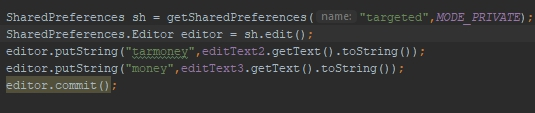 SharedPreferences sh = getSharedPreferences( name: "targeted",MODE_PRIVATE);
SharedPreferences.Editor editor = sh.edit();
editor.putString("tarmoney",editText2.getText().toString());
editor.putString("money",editText3.getText().toString());
editor.commit();